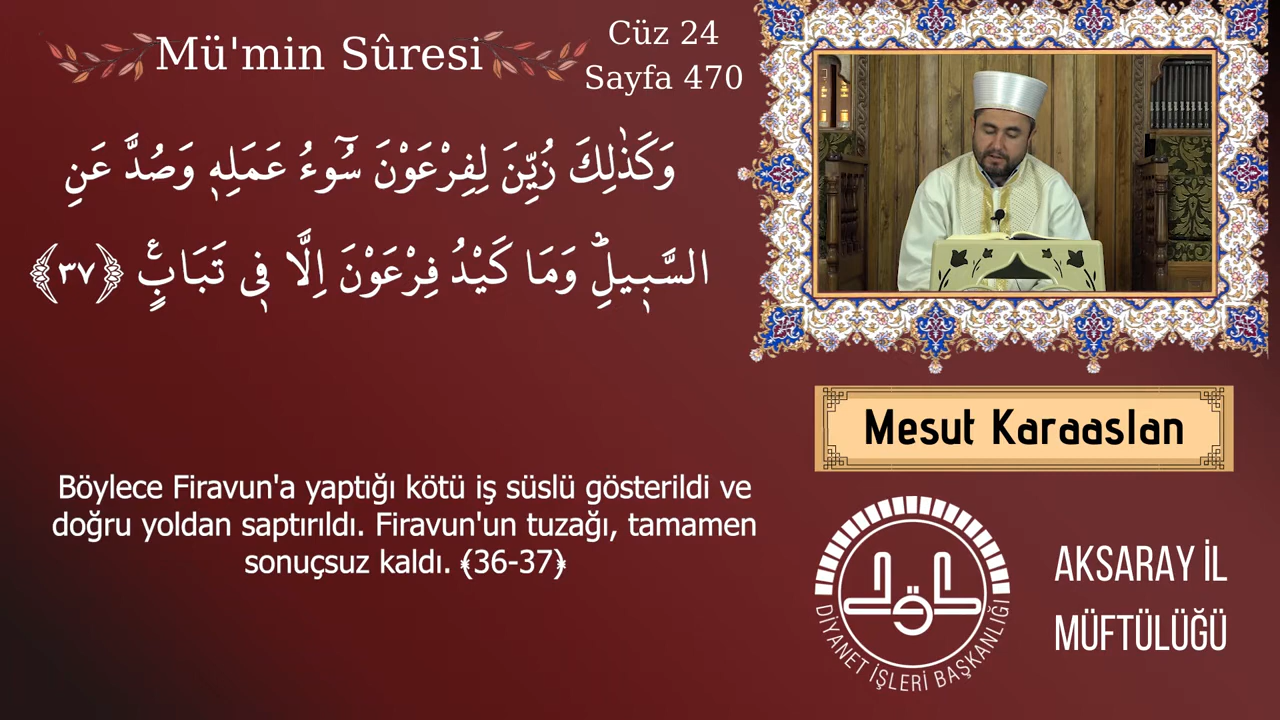 Mü'min Sûresi
Cüz 24
Sayfa 470
وَكَذٰلِكَ زُيِّنَ لِفِرْعَوْنَ سُٓوءُ عَمَلِه۪ وَصُدَّ عَنِ
السَّب۪يلِۜ وَمَا كَيْدُ فِرْعَوْنَ اِلَّا ف۪ي تَبَابٍ۟ ﴿٣٧﴾
Böylece Firavun'a yaptığı kötü iş süslü gösterildi ve
doğru yoldan saptırıldı. Firavun'un tuzağı, tamamen
sonuçsuz kaldı. ﴾36-37﴿
Mesut Karaaslan
DİYANET İŞLERİ BAŞKANLIĞI
AKSARAY İL
MÜFTÜLÜĞÜ